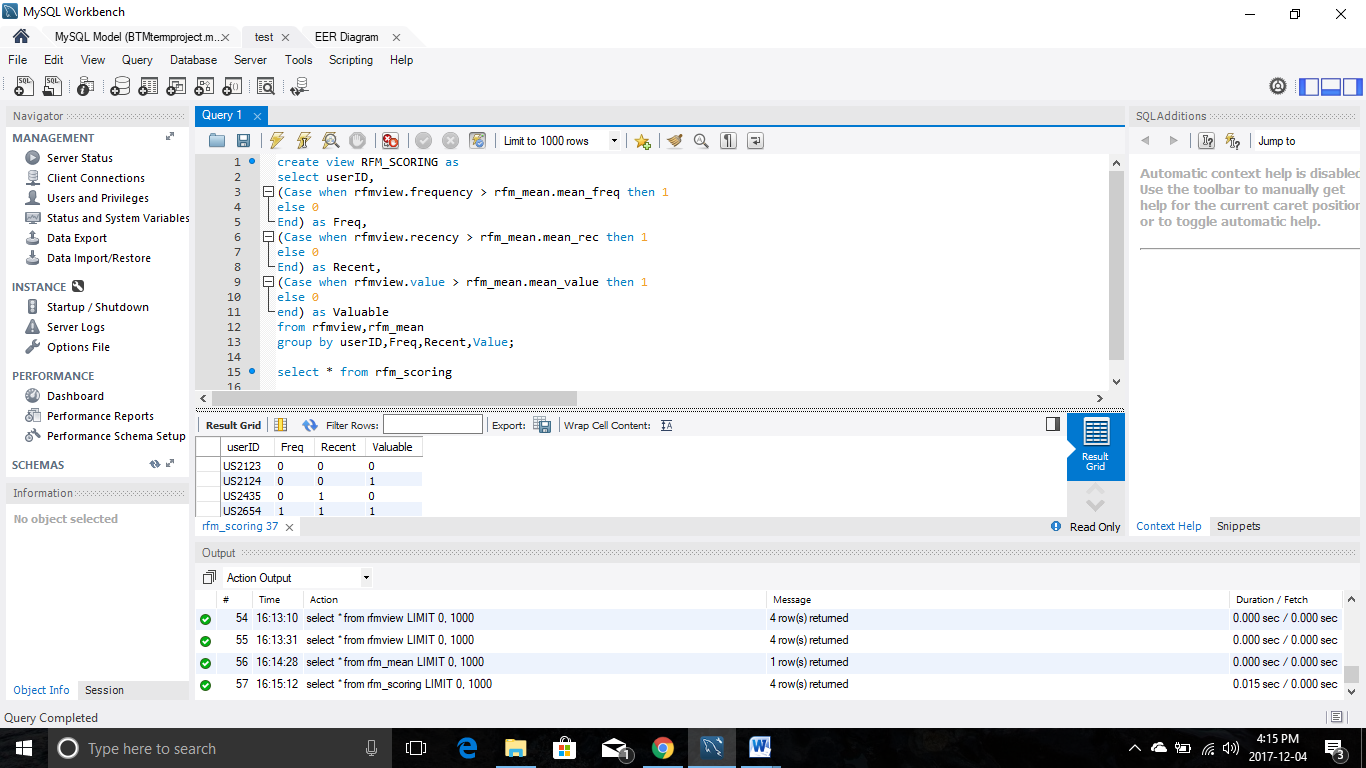 MySQL Workbench
MySQL Model (BTMtermproject.m... × test × EER Diagram ×
File Edit View Query Database Server Tools Scripting Help
Navigator
MANAGEMENT
Server Status
Client Connections
Users and Privileges
Status and System Variables
Data Export
Data Import/Restore
INSTANCE
Startup / Shutdown
Server Logs
Options File
PERFORMANCE
Dashboard
Performance Reports
Performance Schema Setup
SCHEMAS
Information
No object selected
Object Info Session
Query 1 ×
Limit to 1000 rows
1 create view RFM_SCORING as
2 select userID,
3 (Case when rfmview.frequency > rfm_mean.mean_freq then 1
4 else 0
5 End) as Freq,
6 (Case when rfmview.recency > rfm_mean.mean_rec then 1
7 else 0
8 End) as Recent,
9 (Case when rfmview.value > rfm_mean.mean_value then 1
10 else 0
11 end) as Valuable
12 from rfmview,rfm_mean
13 group by userID,Freq,Recent,Value;
14
15 select * from rfm_scoring
16
Result Grid Filter Rows: Export: Wrap Cell Content:
userID Freq Recent Valuable
US2123 0 0 0
US2124 0 0 1
US2435 0 1 0
US2654 1 1 1
Result
Grid
rfm_scoring 37 ×
Read Only
SQLAdditions
Jump to
Automatic context help is disabled
Use the toolbar to manually get
help for the current caret position
or to toggle automatic help.
Context Help Snippets
Output
Action Output
# Time Action Message Duration / Fetch
54 16:13:10 select * from rfmview LIMIT 0, 1000 4 row(s) returned 0.000 sec / 0.000 sec
55 16:13:31 select * from rfmview LIMIT 0, 1000 4 row(s) returned 0.000 sec / 0.000 sec
56 16:14:28 select * from rfm_mean LIMIT 0, 1000 1 row(s) returned 0.000 sec / 0.000 sec
57 16:15:12 select * from rfm_scoring LIMIT 0, 1000 4 row(s) returned 0.015 sec / 0.000 sec
Query Completed
Type here to search
1
4:15 PM
2017-12-04
3